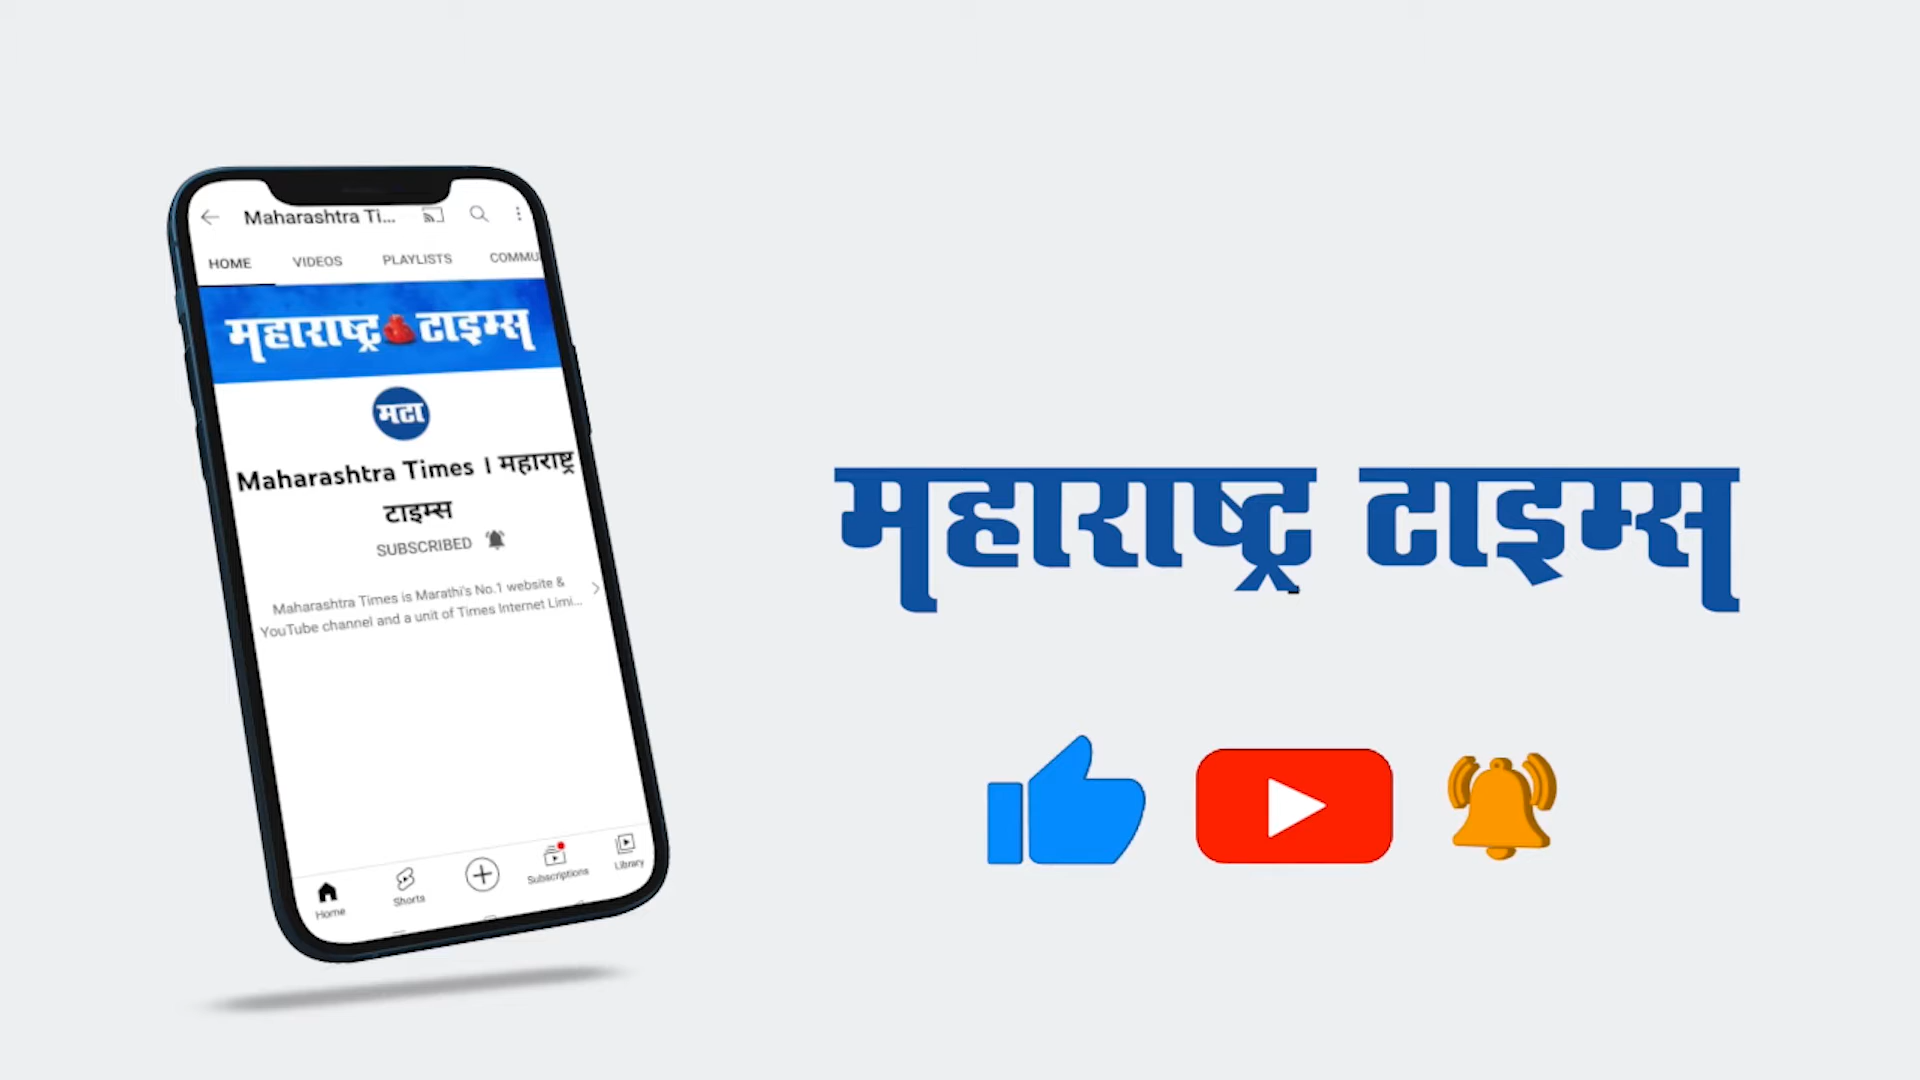 Maharashtra Ti...
HOME VIDEOS PLAYLISTS COMMU
महाराष्ट्र टाइम्स
मटा
Maharashtra Times । महाराष्ट्र
टाइम्स
SUBSCRIBED
Maharashtra Times is Marathi's No.1 website &
YouTube channel and a unit of Times Internet Limi...
Home Shorts Subscriptions Library
महाराष्ट्र टाइम्स